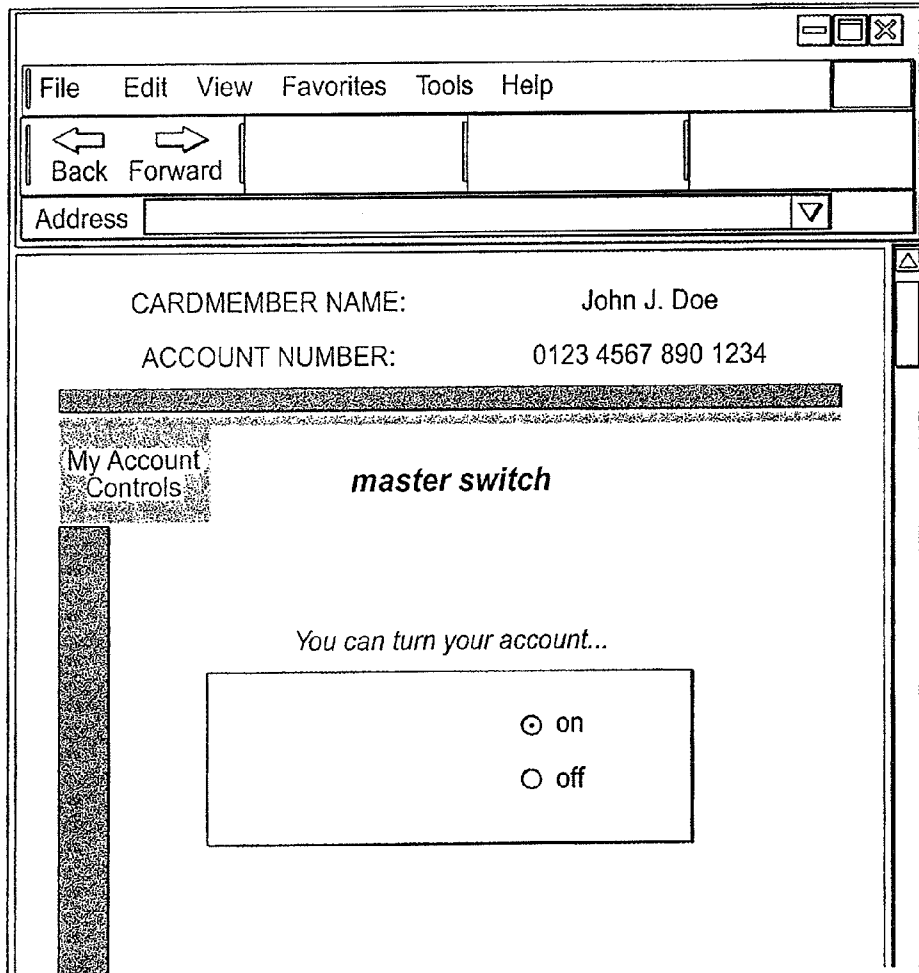 File Edit View Favorites Tools Help
Back Forward
Address
CARDMEMBER NAME: John J. Doe
ACCOUNT NUMBER: 0123 4567 890 1234
My Account
Controls
master switch
You can turn your account...
on
off